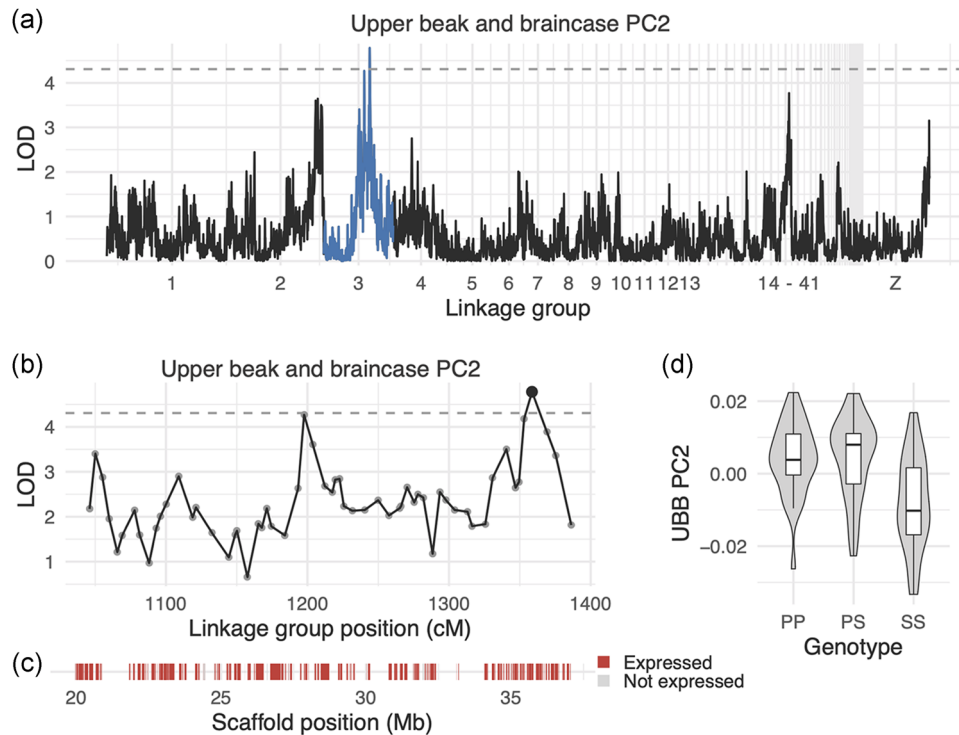 (a)
Upper beak and braincase PC2
4
3
2
1
0
LOD
1 2 3 4 5 6 7 8 9 10 11 12 13 14 - 41 Z
Linkage group
(b)
Upper beak and braincase PC2
4
3
2
1
LOD
1100 1200 1300 1400
Linkage group position (cM)
(c)
Expressed
Not expressed
20 25 30 35
Scaffold position (Mb)
(d)
0.02
0.00
−0.02
UBB PC2
PP PS SS
Genotype